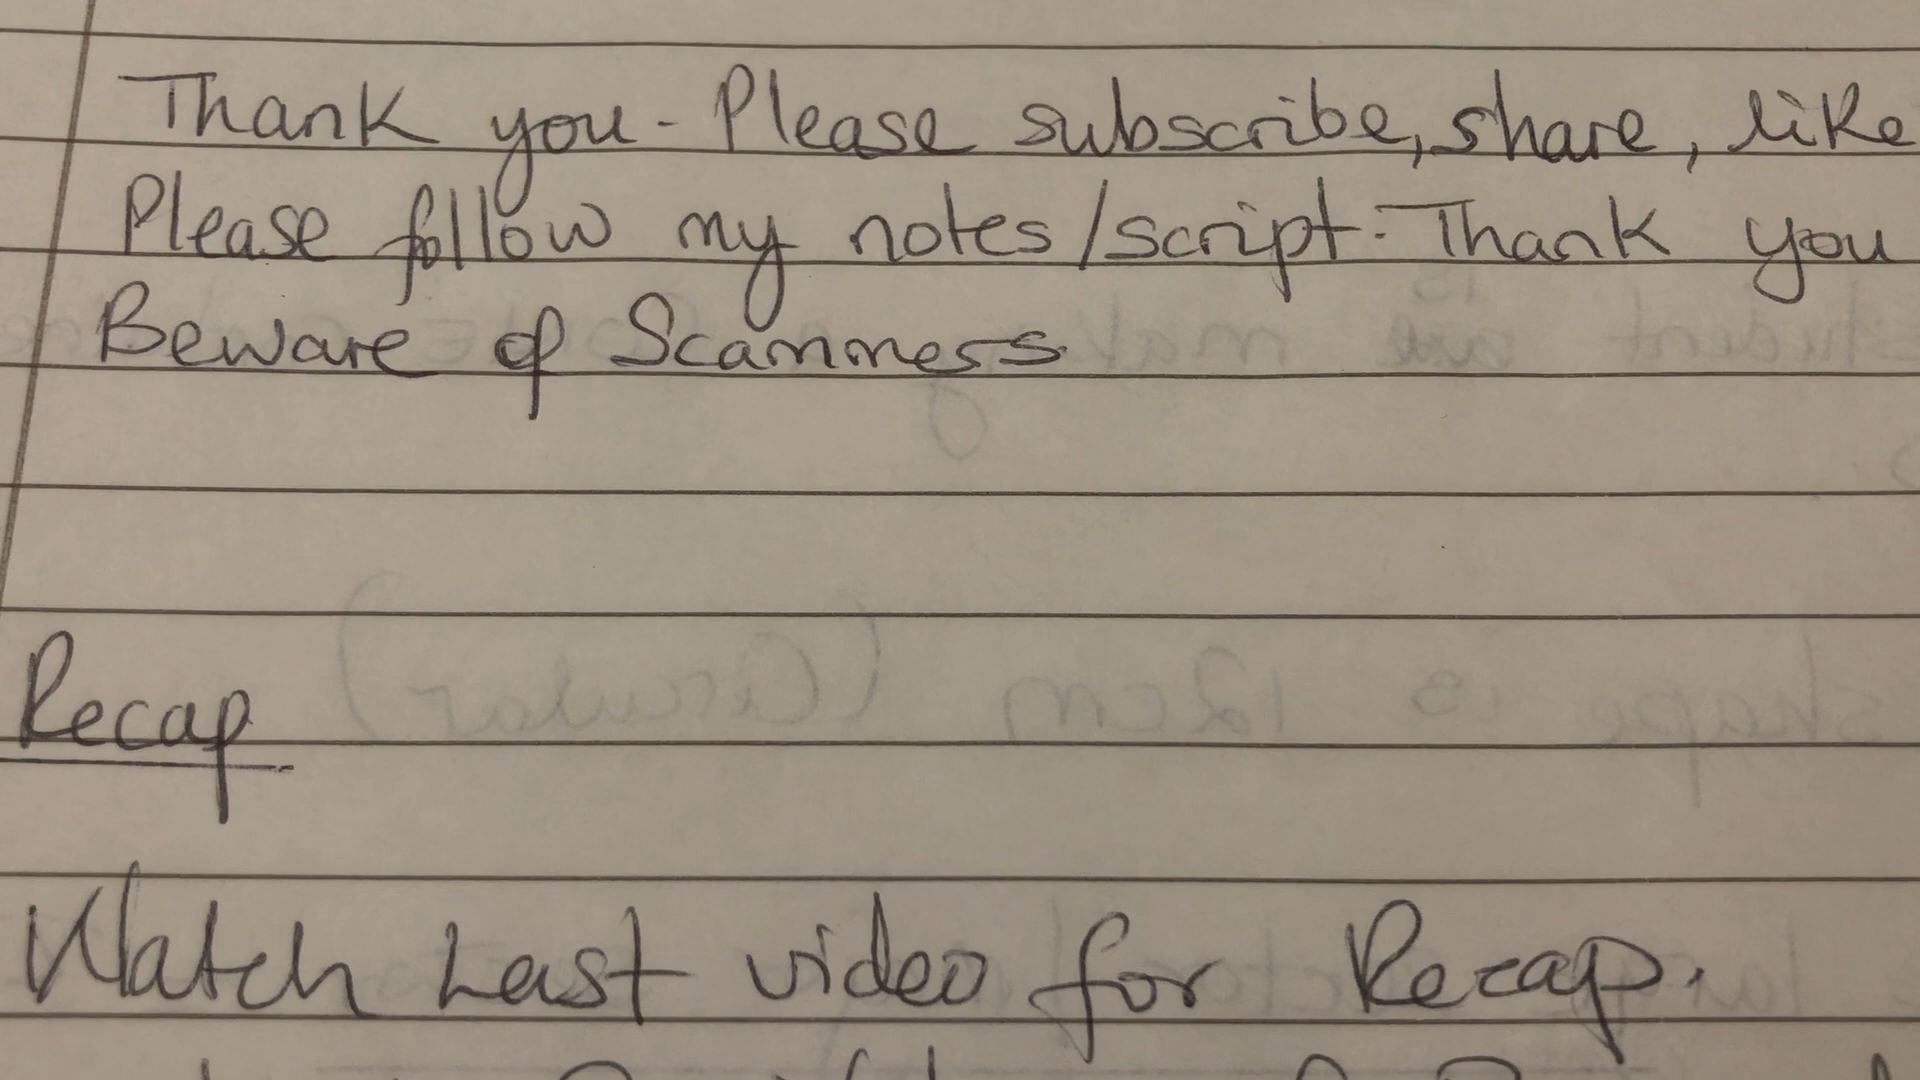 Thank you - Please subscribe, share, like
Please follow my notes/script. Thank you
Beware of Scammers
Recap
Watch Last video for Recap.